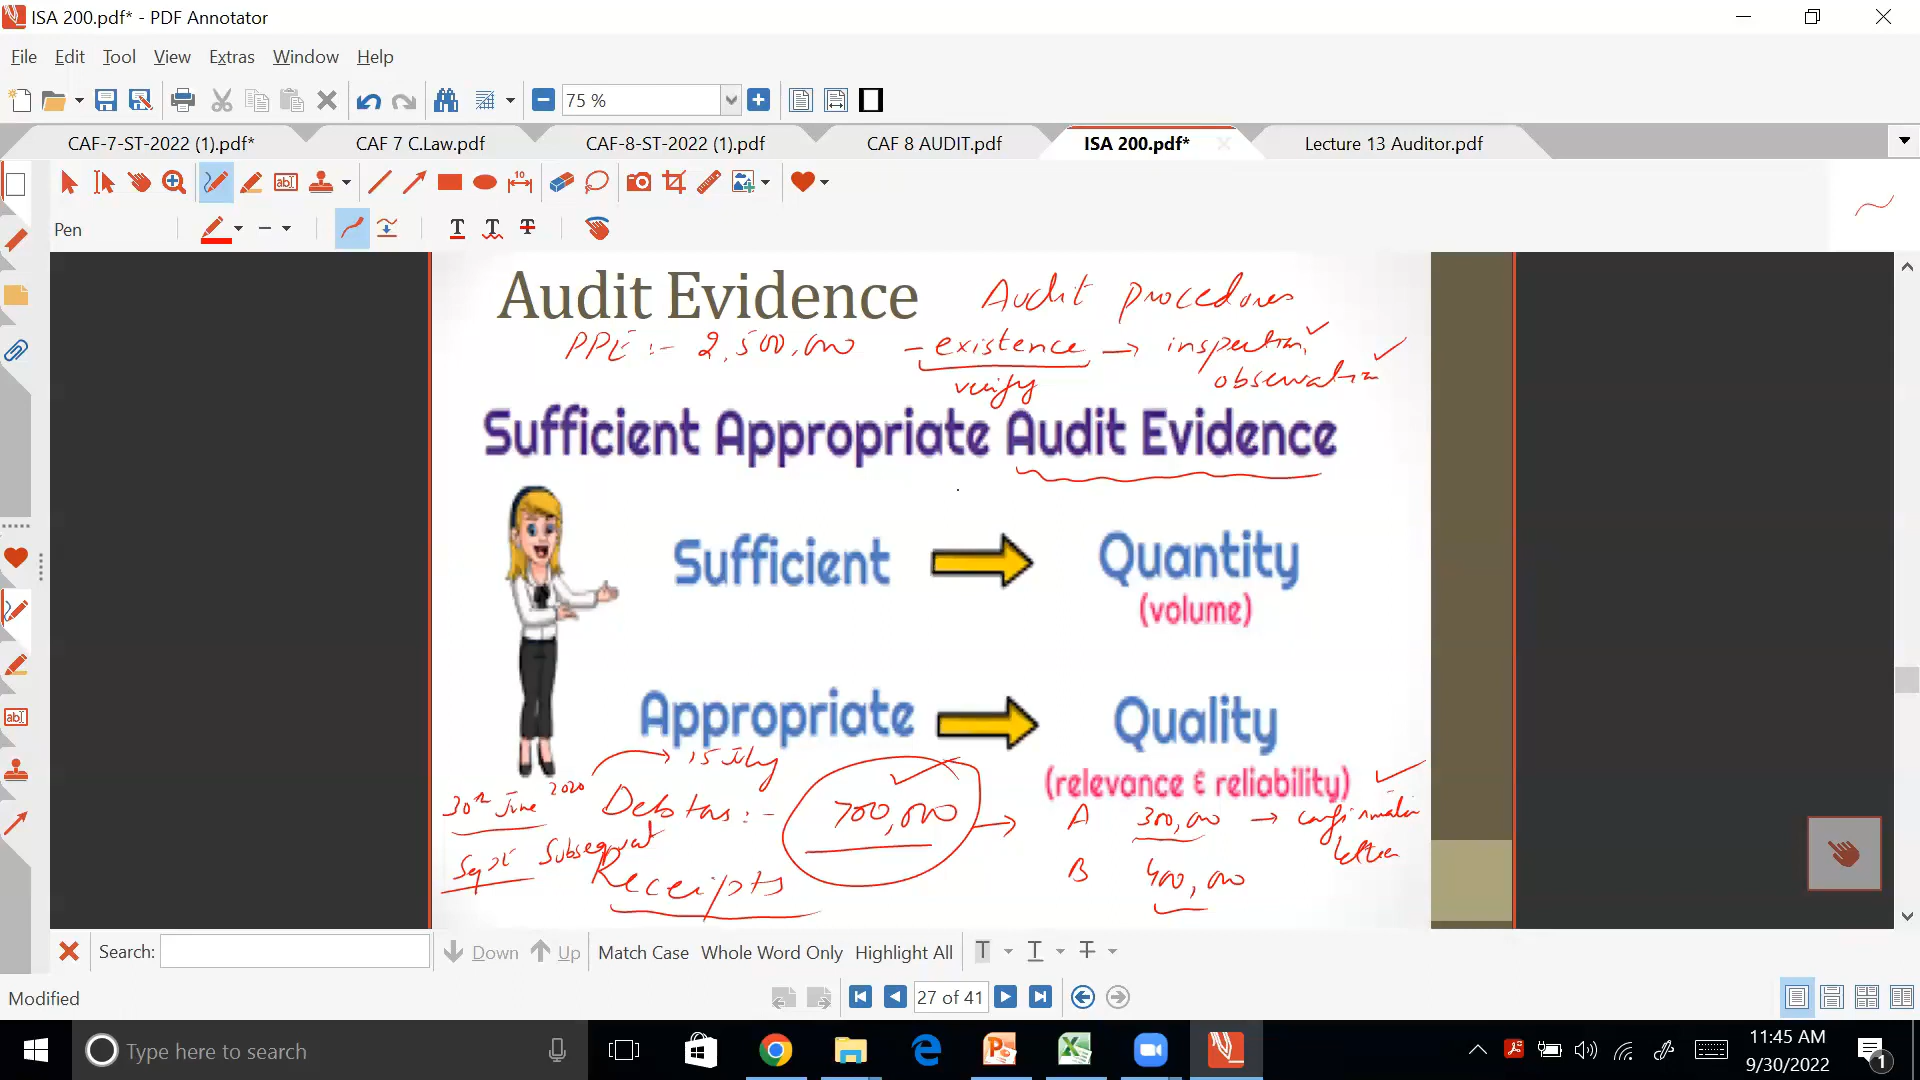 ISA 200.pdf* - PDF Annotator
File Edit Tool View Extras Window Help
75 %
CAF-7-ST-2022 (1).pdf* CAF 7 C.Law.pdf CAF-8-ST-2022 (1).pdf CAF 8 AUDIT.pdf ISA 200.pdf* Lecture 13 Auditor.pdf
Pen
Audit Evidence Audit procedures
PPE :- 2,500,000 - existence → inspection
verify observation
Sufficient Appropriate Audit Evidence
Sufficient Quantity
(volume)
Appropriate Quality
(relevance & reliability)
15 July
30th June 2020 Debtors :- 700,000 → A 300,000 → confirmation letter
Sept Subsequent Receipts B 400,000
Search: Down Up Match Case Whole Word Only Highlight All
Modified 27 of 41
Type here to search
11:45 AM
9/30/2022
1